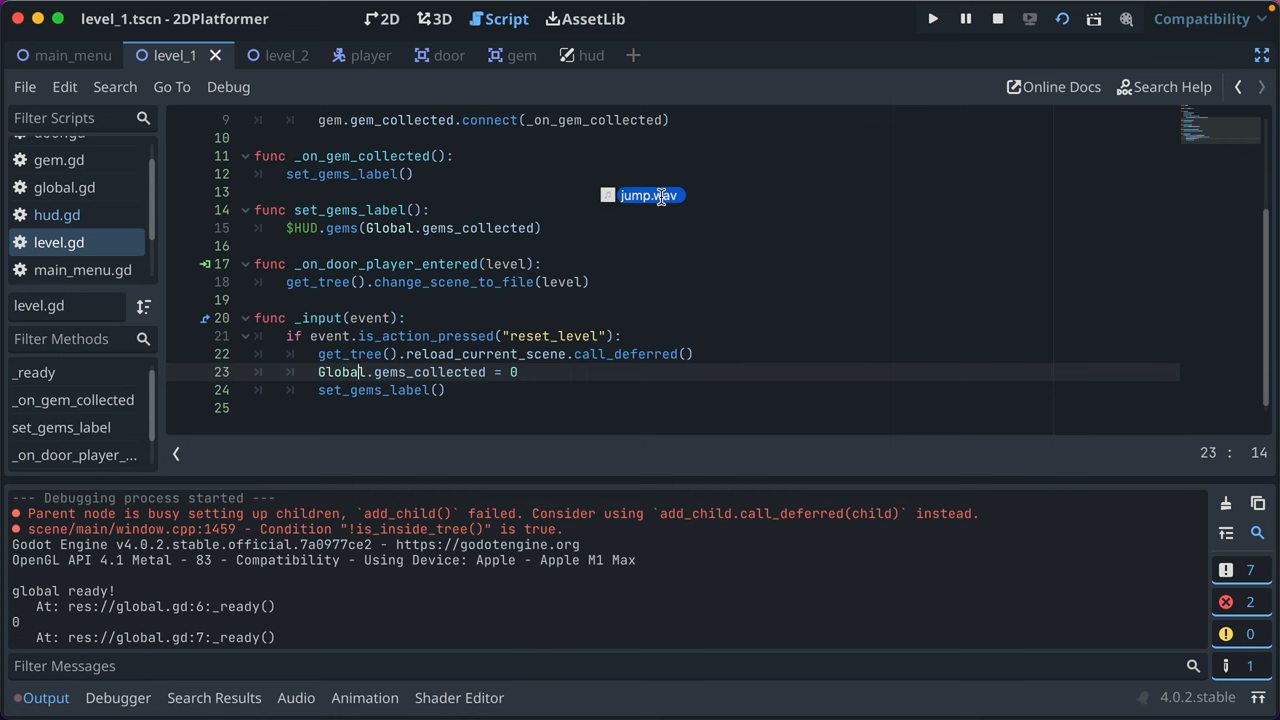 level_1.tscn - 2DPlatformer
2D 3D Script AssetLib
Compatibility
main_menu level_1 level_2 player door gem hud
File Edit Search Go To Debug
Online Docs Search Help
Filter Scripts
gem.gd
global.gd
hud.gd
level.gd
main_menu.gd
level.gd
Filter Methods
_ready
_on_gem_collected
set_gems_label
_on_door_player_...
9 gem.gem_collected.connect(_on_gem_collected)
10
11 func _on_gem_collected():
12 set_gems_label()
13
jump.wav
14 func set_gems_label():
15 $HUD.gems(Global.gems_collected)
16
17 func _on_door_player_entered(level):
18 get_tree().change_scene_to_file(level)
19
20 func _input(event):
21 if event.is_action_pressed("reset_level"):
22 get_tree().reload_current_scene.call_deferred()
23 Global.gems_collected = 0
24 set_gems_label()
25
23 : 14
--- Debugging process started ---
Parent node is busy setting up children, `add_child()` failed. Consider using `add_child.call_deferred(child)` instead.
scene/main/window.cpp:1459 - Condition "!is_inside_tree()" is true.
Godot Engine v4.0.2.stable.official.7a0977ce2 - https://godotengine.org
OpenGL API 4.1 Metal - 83 - Compatibility - Using Device: Apple - Apple M1 Max
global ready!
At: res://global.gd:6:_ready()
0
At: res://global.gd:7:_ready()
7
2
0
1
Filter Messages
Output Debugger Search Results Audio Animation Shader Editor
4.0.2.stable